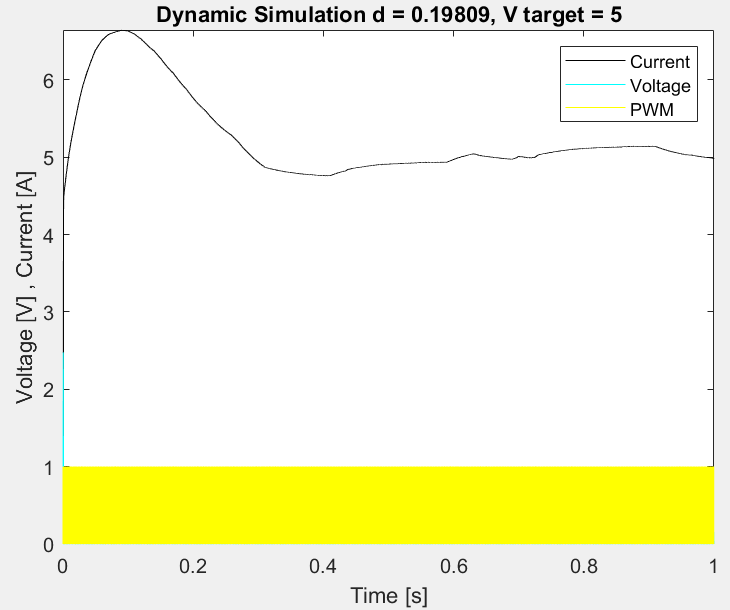 Dynamic Simulation d = 0.19809, V target = 5
Current
Voltage
PWM
Voltage [V] , Current [A]
6
5
4
3
2
1
0
0
0.2
0.4
0.6
0.8
1
Time [s]